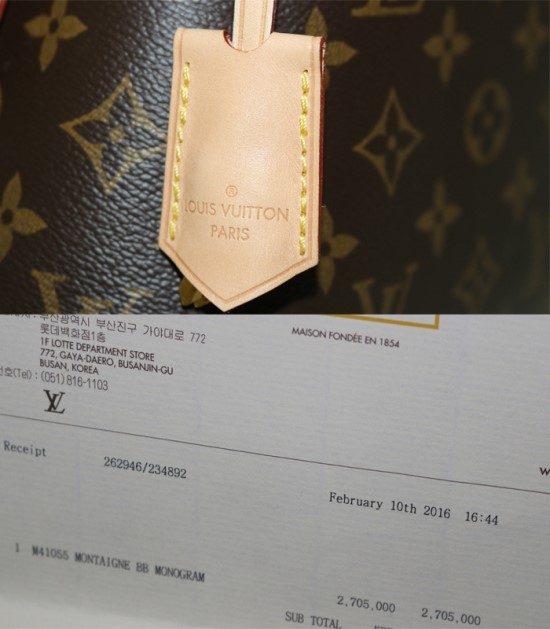 ®
LOUIS VUITTON
PARIS
부산광역시 부산진구 가야대로 772
롯데백화점1층
1F LOTTE DEPARTMENT STORE
772, GAYA-DAERO, BUSANJIN-GU
BUSAN, KOREA
번호(Tel) : (051)816-1103
MAISON FONDÉE EN 1854
LV
Receipt
262946/234892
W
February 10th 2016 16:44
1 M41055 MONTAIGNE BB MONOGRAM
2,705,000 2,705,000
SUB TOTAL